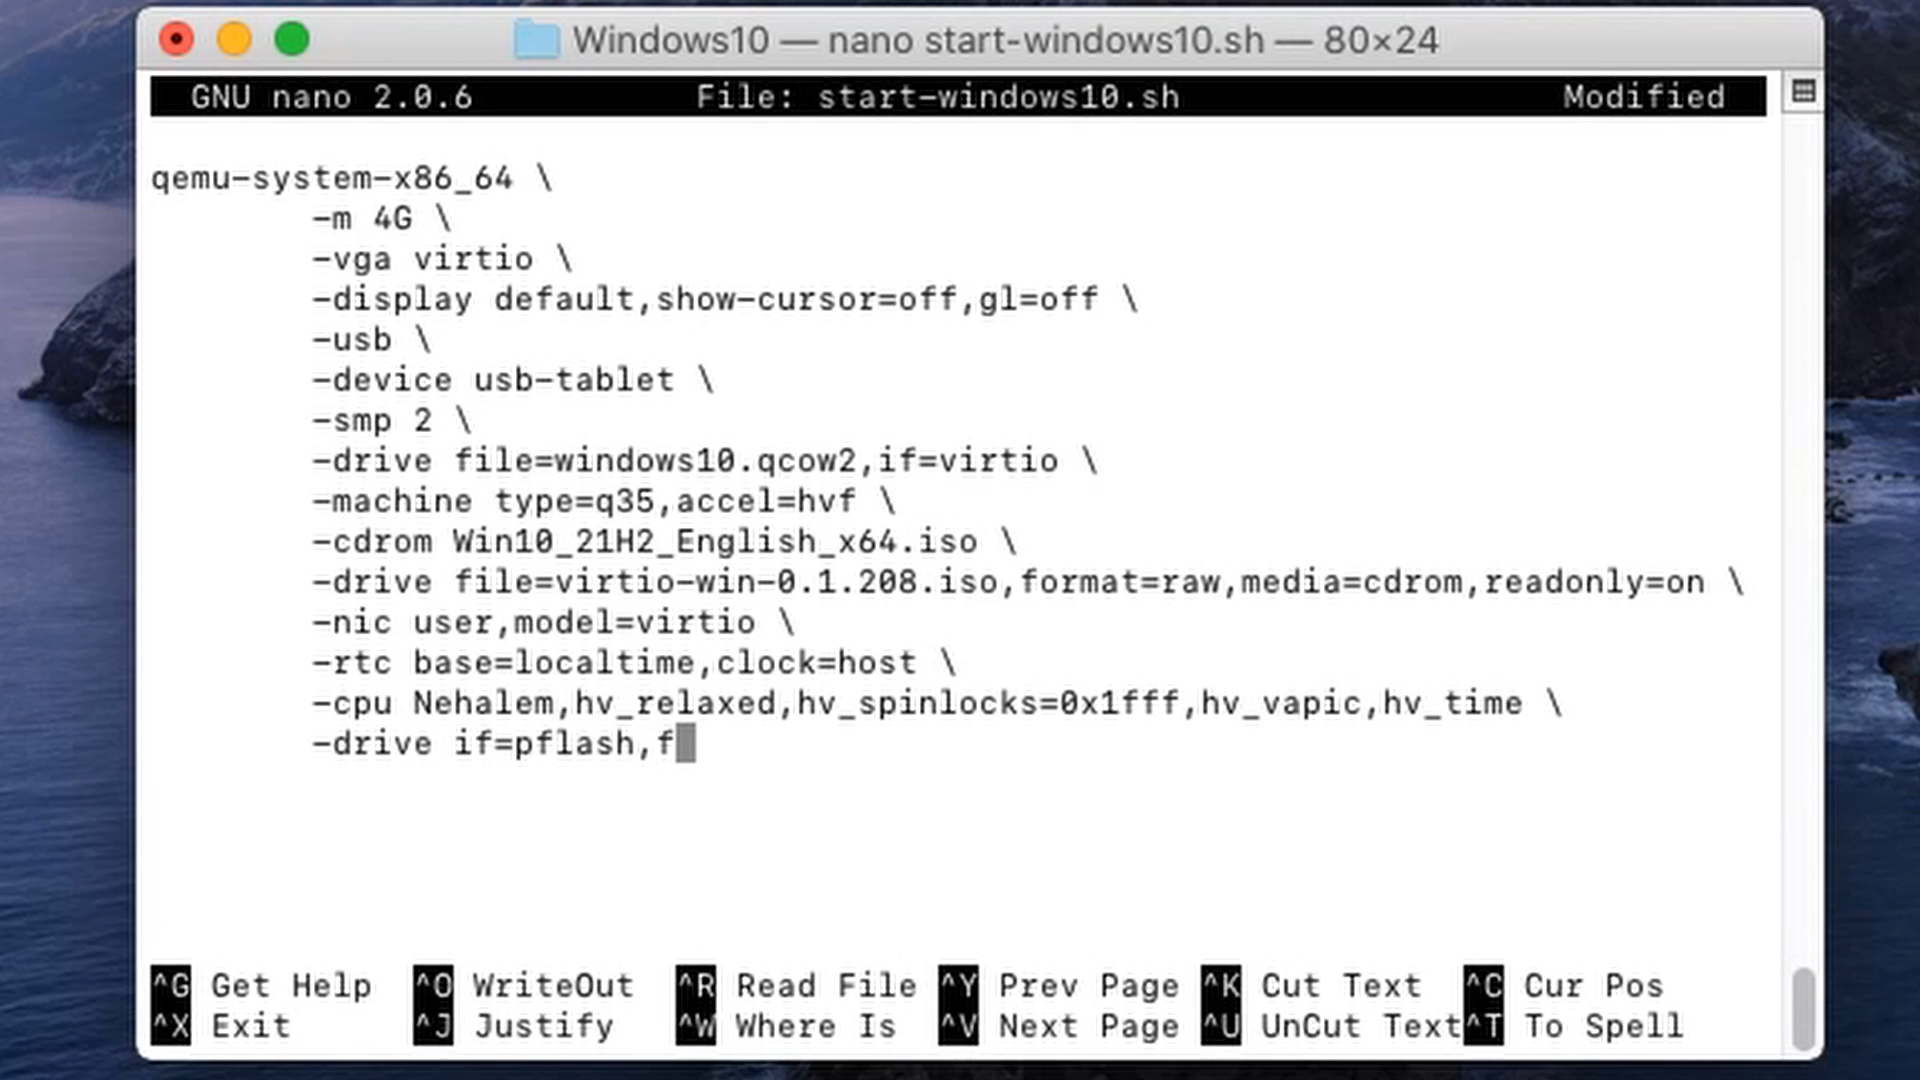 Windows10 — nano start-windows10.sh — 80×24
GNU nano 2.0.6 File: start-windows10.sh Modified
qemu-system-x86_64 \
-m 4G \
-vga virtio \
-display default,show-cursor=off,gl=off \
-usb \
-device usb-tablet \
-smp 2 \
-drive file=windows10.qcow2,if=virtio \
-machine type=q35,accel=hvf \
-cdrom Win10_21H2_English_x64.iso \
-drive file=virtio-win-0.1.208.iso,format=raw,media=cdrom,readonly=on \
-nic user,model=virtio \
-rtc base=localtime,clock=host \
-cpu Nehalem,hv_relaxed,hv_spinlocks=0x1fff,hv_vapic,hv_time \
-drive if=pflash,f
^G Get Help ^O WriteOut ^R Read File ^Y Prev Page ^K Cut Text ^C Cur Pos
^X Exit ^J Justify ^W Where Is ^V Next Page ^U UnCut Text ^T To Spell